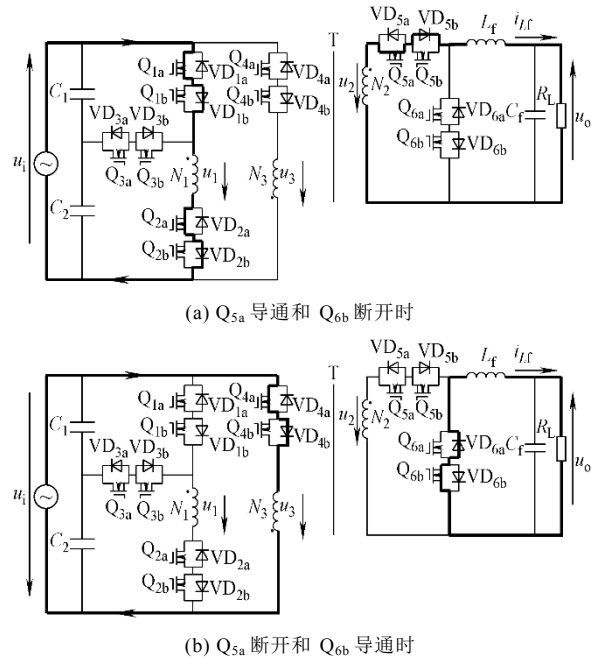 VD5a VD5b Lf iLf
Q1a VD1a Q4a VD4a T
C1 Q1b VD1b Q4b VD4b u2 N2 Q5a Q5b
VD3a VD3b Q6a VD6a Cf RL uo
ui Q3a Q3b N1 u1 N3 u3 Q6b VD6b
C2 Q2a VD2a
Q2b VD2b
(a) Q5a 导通和 Q6b 断开时
VD5a VD5b Lf iLf
Q1a VD1a Q4a VD4a T
C1 Q1b VD1b Q4b VD4b u2 N2 Q5a Q5b
VD3a VD3b Q6a VD6a Cf RL uo
ui Q3a Q3b N1 u1 N3 u3 Q6b VD6b
C2 Q2a VD2a
Q2b VD2b
(b) Q5a 断开和 Q6b 导通时